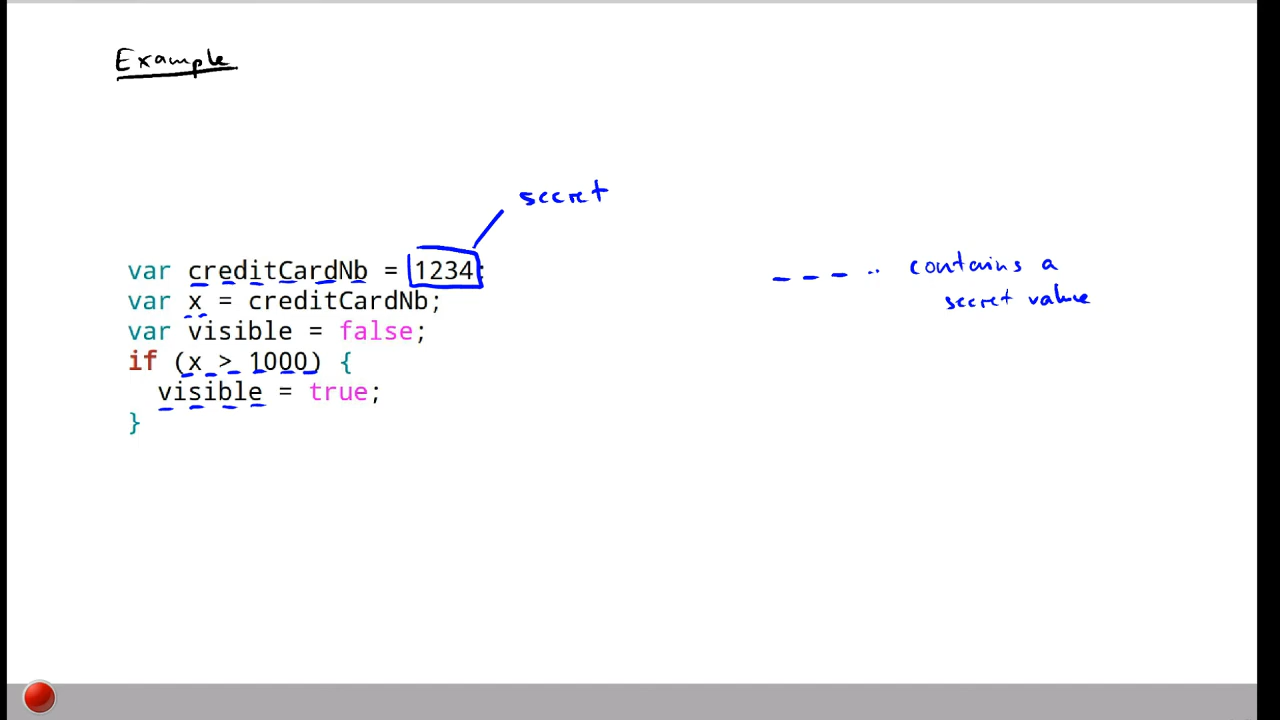 Example
secret
var creditCardNb = 1234;
var x = creditCardNb;
var visible = false;
if (x > 1000) {
visible = true;
}
---- .. contains a
secret value